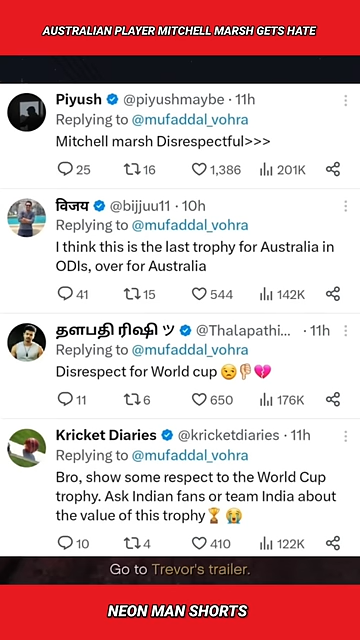 AUSTRALIAN PLAYER MITCHELL MARSH GETS HATE
Piyush @piyushmaybe · 11h
Replying to @mufaddal_vohra
Mitchell marsh Disrespectful>>>
25 16 1,386 201K
विजय @bijjuu11 · 10h
Replying to @mufaddal_vohra
I think this is the last trophy for Australia in
ODIs, over for Australia
41 15 544 142K
தளபதி ரிஷி ツ @Thalapathi... · 11h
Replying to @mufaddal_vohra
Disrespect for World cup 😒👎💔
11 6 650 176K
Kricket Diaries @kricketdiaries · 11h
Replying to @mufaddal_vohra
Bro, show some respect to the World Cup
trophy. Ask Indian fans or team India about
the value of this trophy🏆 😭
10 4 410 122K
Go to Trevor's trailer.
NEON MAN SHORTS